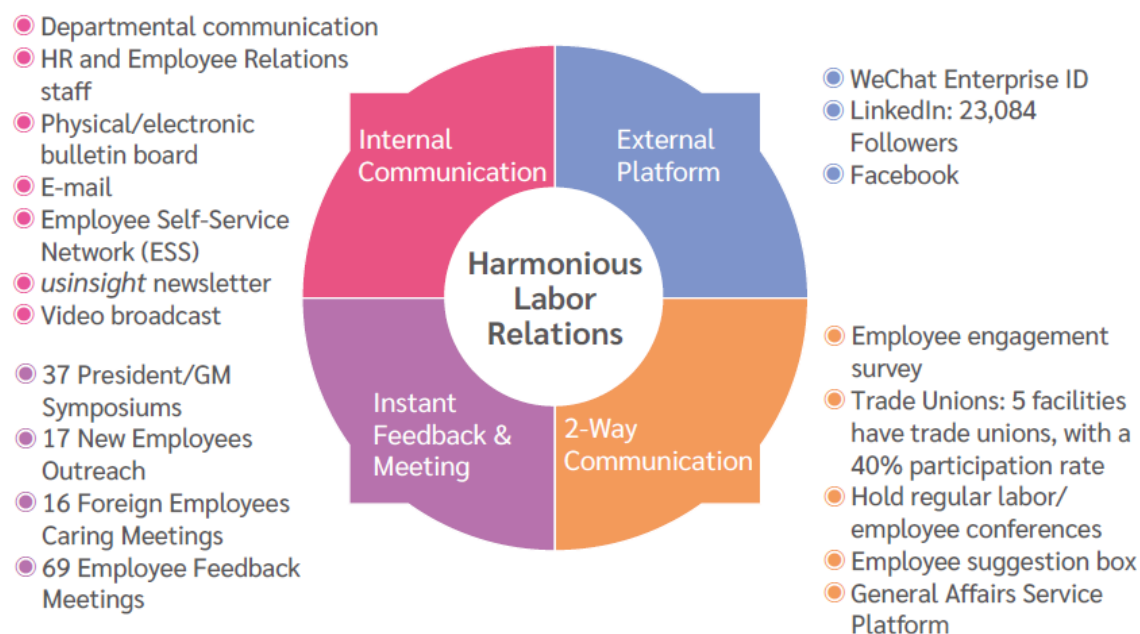 Departmental communication
HR and Employee Relations
staff
Physical/electronic
bulletin board
E-mail
Employee Self-Service
Network (ESS)
usinsight newsletter
Video broadcast
Internal
Communication
External
Platform
WeChat Enterprise ID
LinkedIn: 23,084
Followers
Facebook
Harmonious
Labor
Relations
37 President/GM
Symposiums
17 New Employees
Outreach
16 Foreign Employees
Caring Meetings
69 Employee Feedback
Meetings
Instant
Feedback &
Meeting
2-Way
Communication
Employee engagement
survey
Trade Unions: 5 facilities
have trade unions, with a
40% participation rate
Hold regular labor/
employee conferences
Employee suggestion box
General Affairs Service
Platform